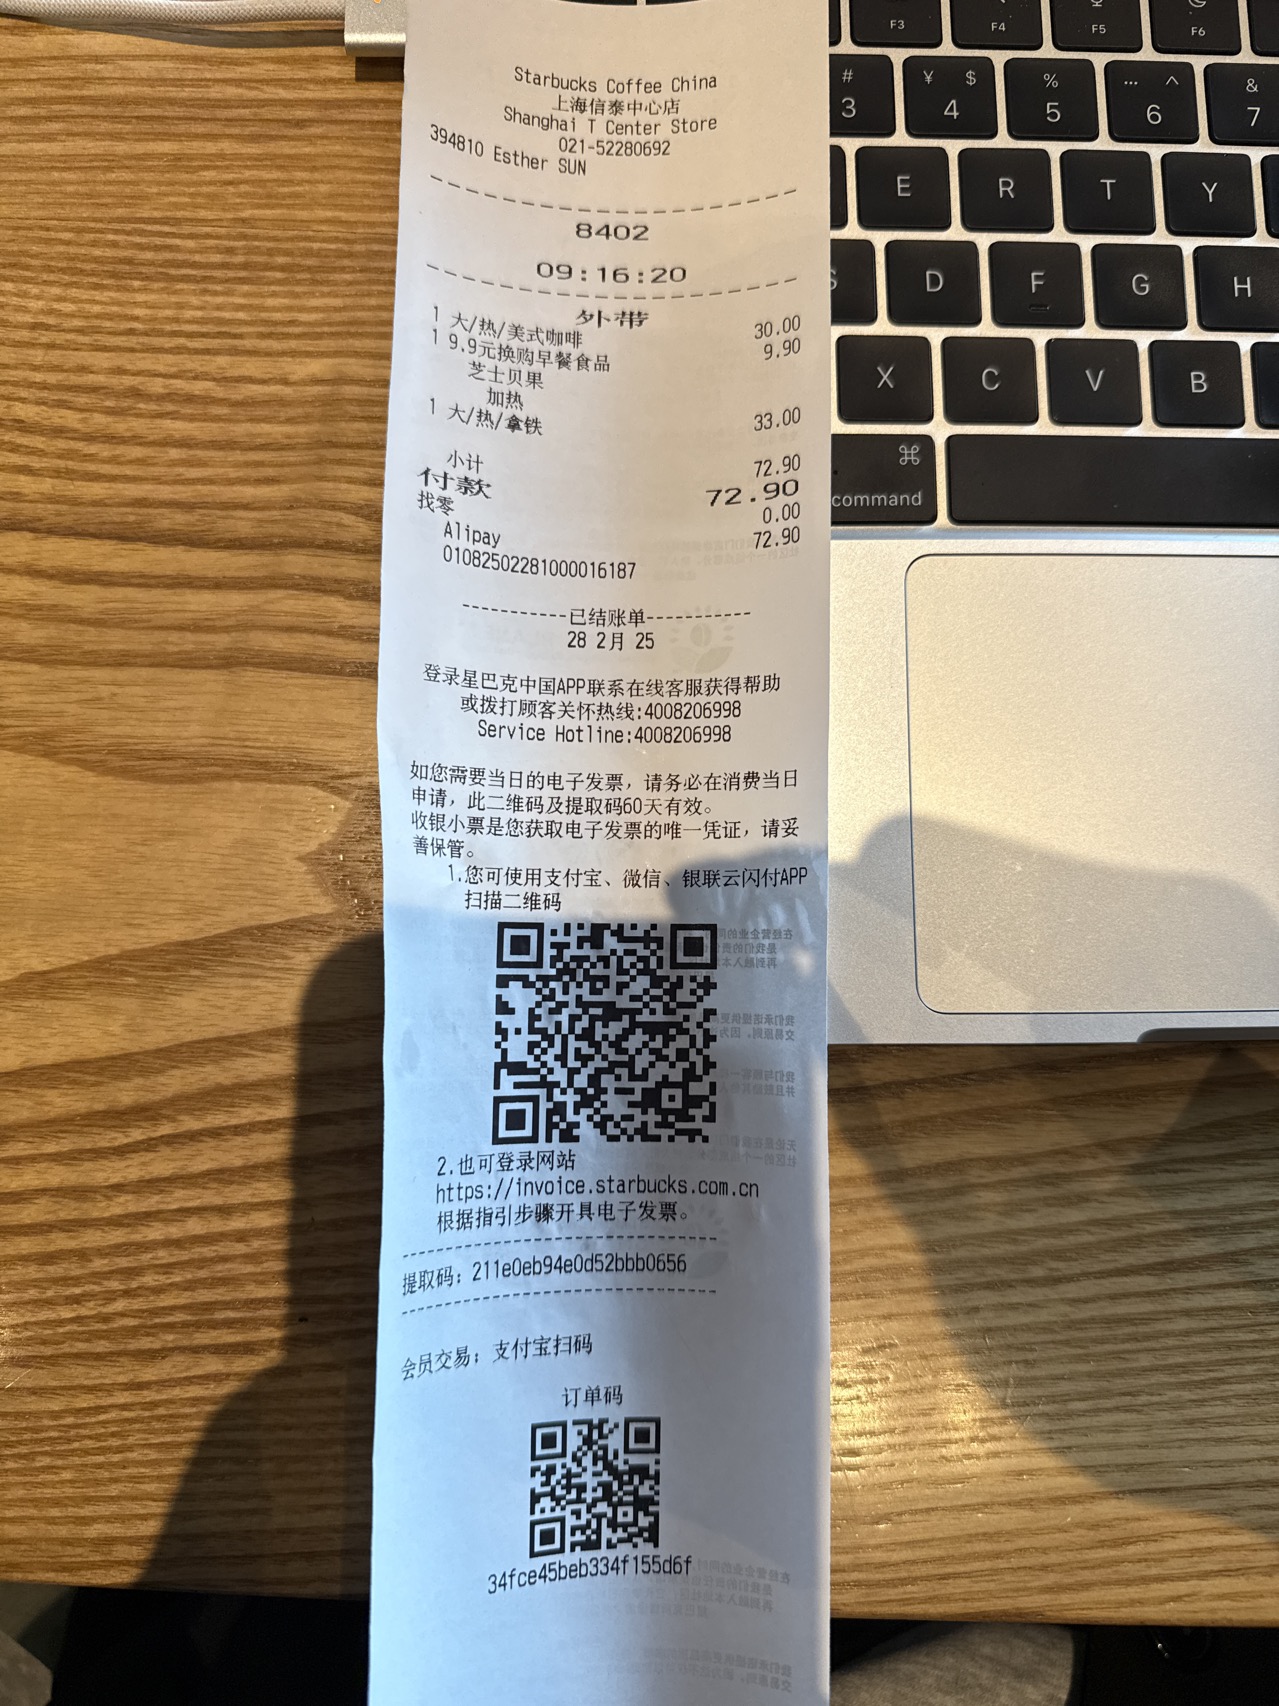 Starbucks Coffee China
上海信泰中心店
Shanghai T Center Store
021-52280692
394810 Esther SUN
8402
09:16:20
外带
1 大/热/美式咖啡 30.00
1 9.9元换购早餐食品 9.90
芝士贝果
加热
1 大/热/拿铁 33.00
小计 72.90
付款 72.90
找零 0.00
Alipay 72.90
01082502281000016187
-----------已结账单-----------
28 2月 25
登录星巴克中国APP联系在线客服获得帮助
或拨打顾客关怀热线:4008206998
Service Hotline:4008206998
如您需要当日的电子发票，请务必在消费当日
申请，此二维码及提取码60天有效。
收银小票是您获取电子发票的唯一凭证，请妥
善保管。
1.您可使用支付宝、微信、银联云闪付APP
扫描二维码
2.也可登录网站
https://invoice.starbucks.com.cn
根据指引步骤开具电子发票。
提取码：211e0eb94e0d52bbb0656
会员交易：支付宝扫码
订单码
34fce45beb334f155d6f
F3
F4
F5
F6
# 3
¥ $ 4
% 5
… ^ 6
& 7
E
R
T
Y
S
D
F
G
H
X
C
V
B
⌘
command